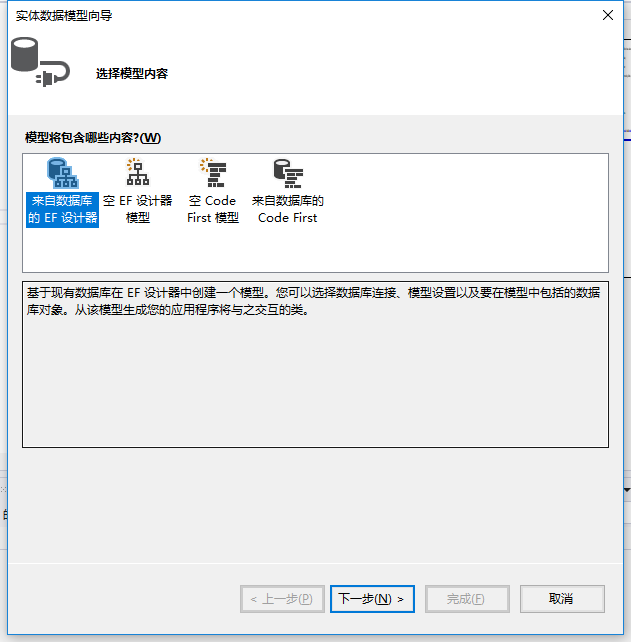 实体数据模型向导
选择模型内容
模型将包含哪些内容?(W)
来自数据库
的 EF 设计器
空 EF 设计器
模型
空 Code
First 模型
来自数据库的
Code First
基于现有数据库在 EF 设计器中创建一个模型。您可以选择数据库连接、模型设置以及要在模型中包括的数据
库对象。从该模型生成您的应用程序将与之交互的类。
< 上一步(P)
下一步(N) >
完成(F)
取消